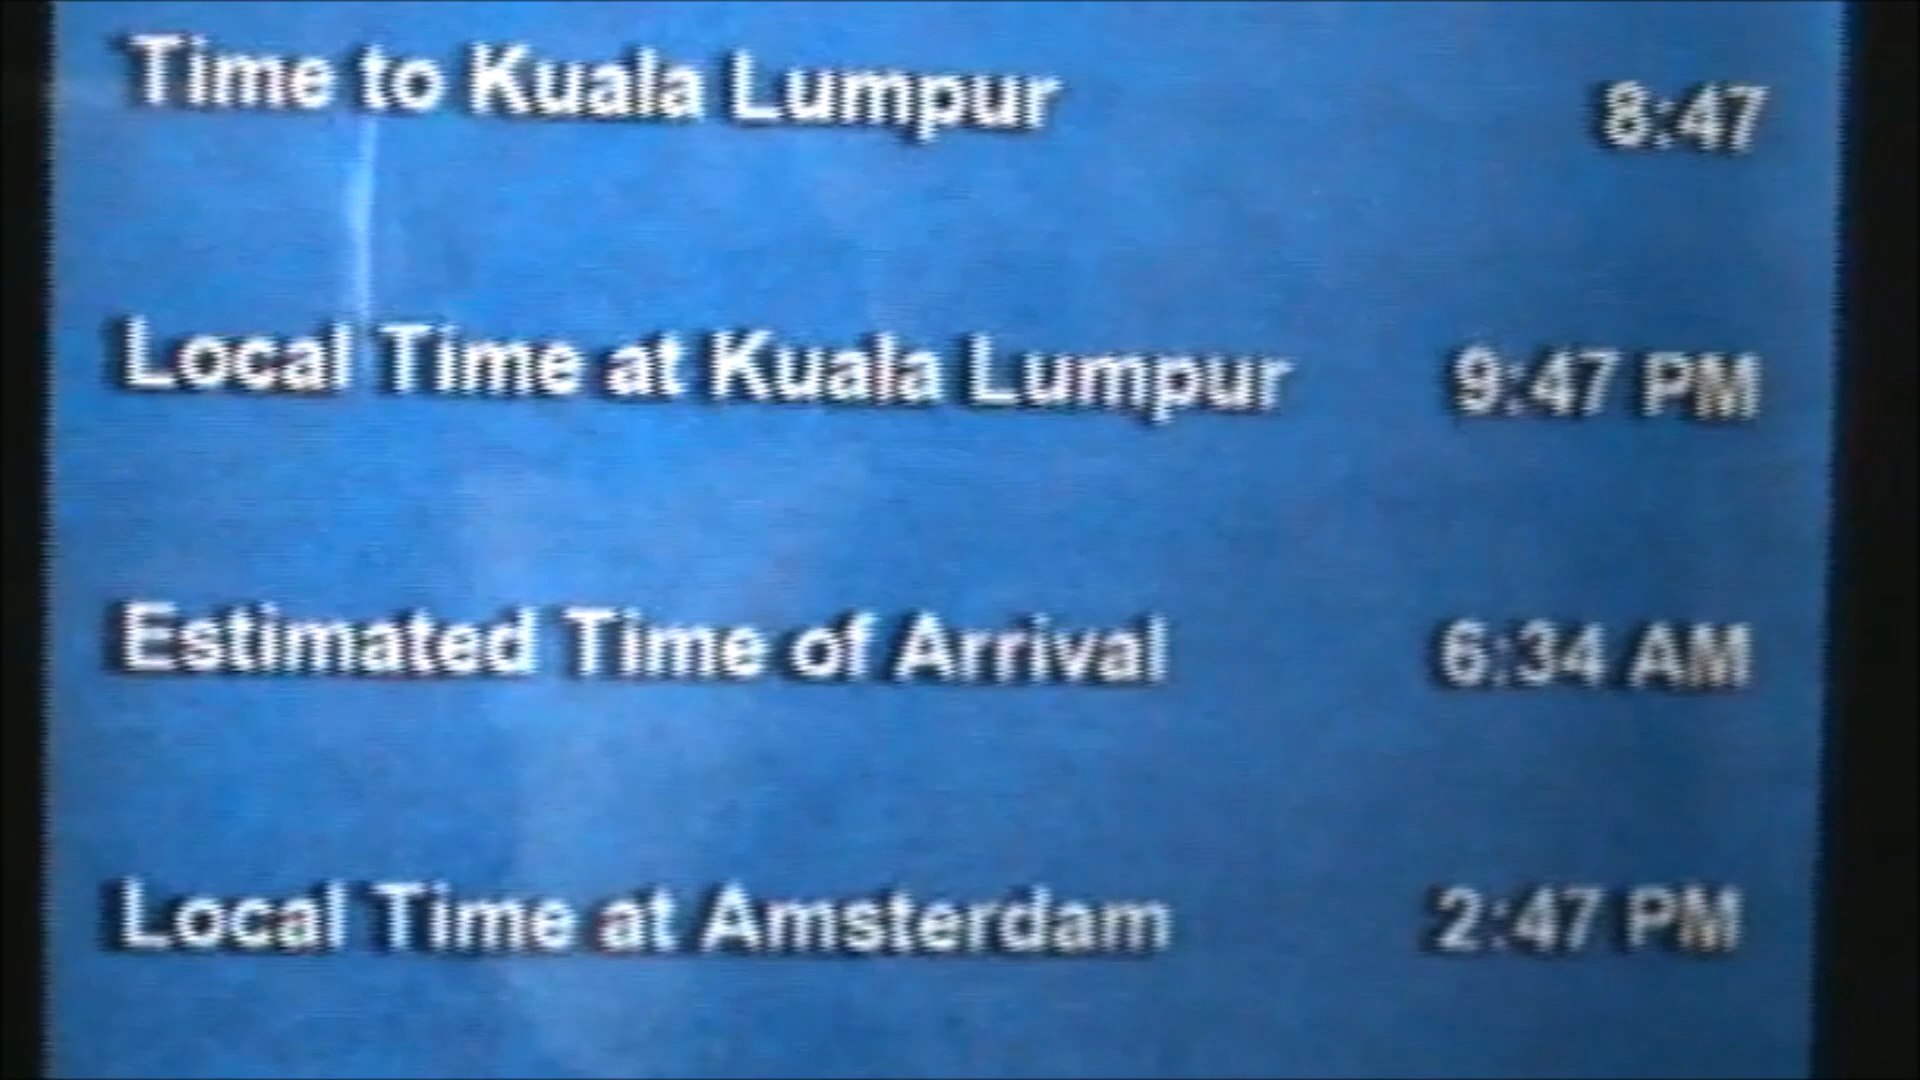 Time to Kuala Lumpur 8:47
Local Time at Kuala Lumpur 9:47 PM
Estimated Time of Arrival 6:34 AM
Local Time at Amsterdam 2:47 PM